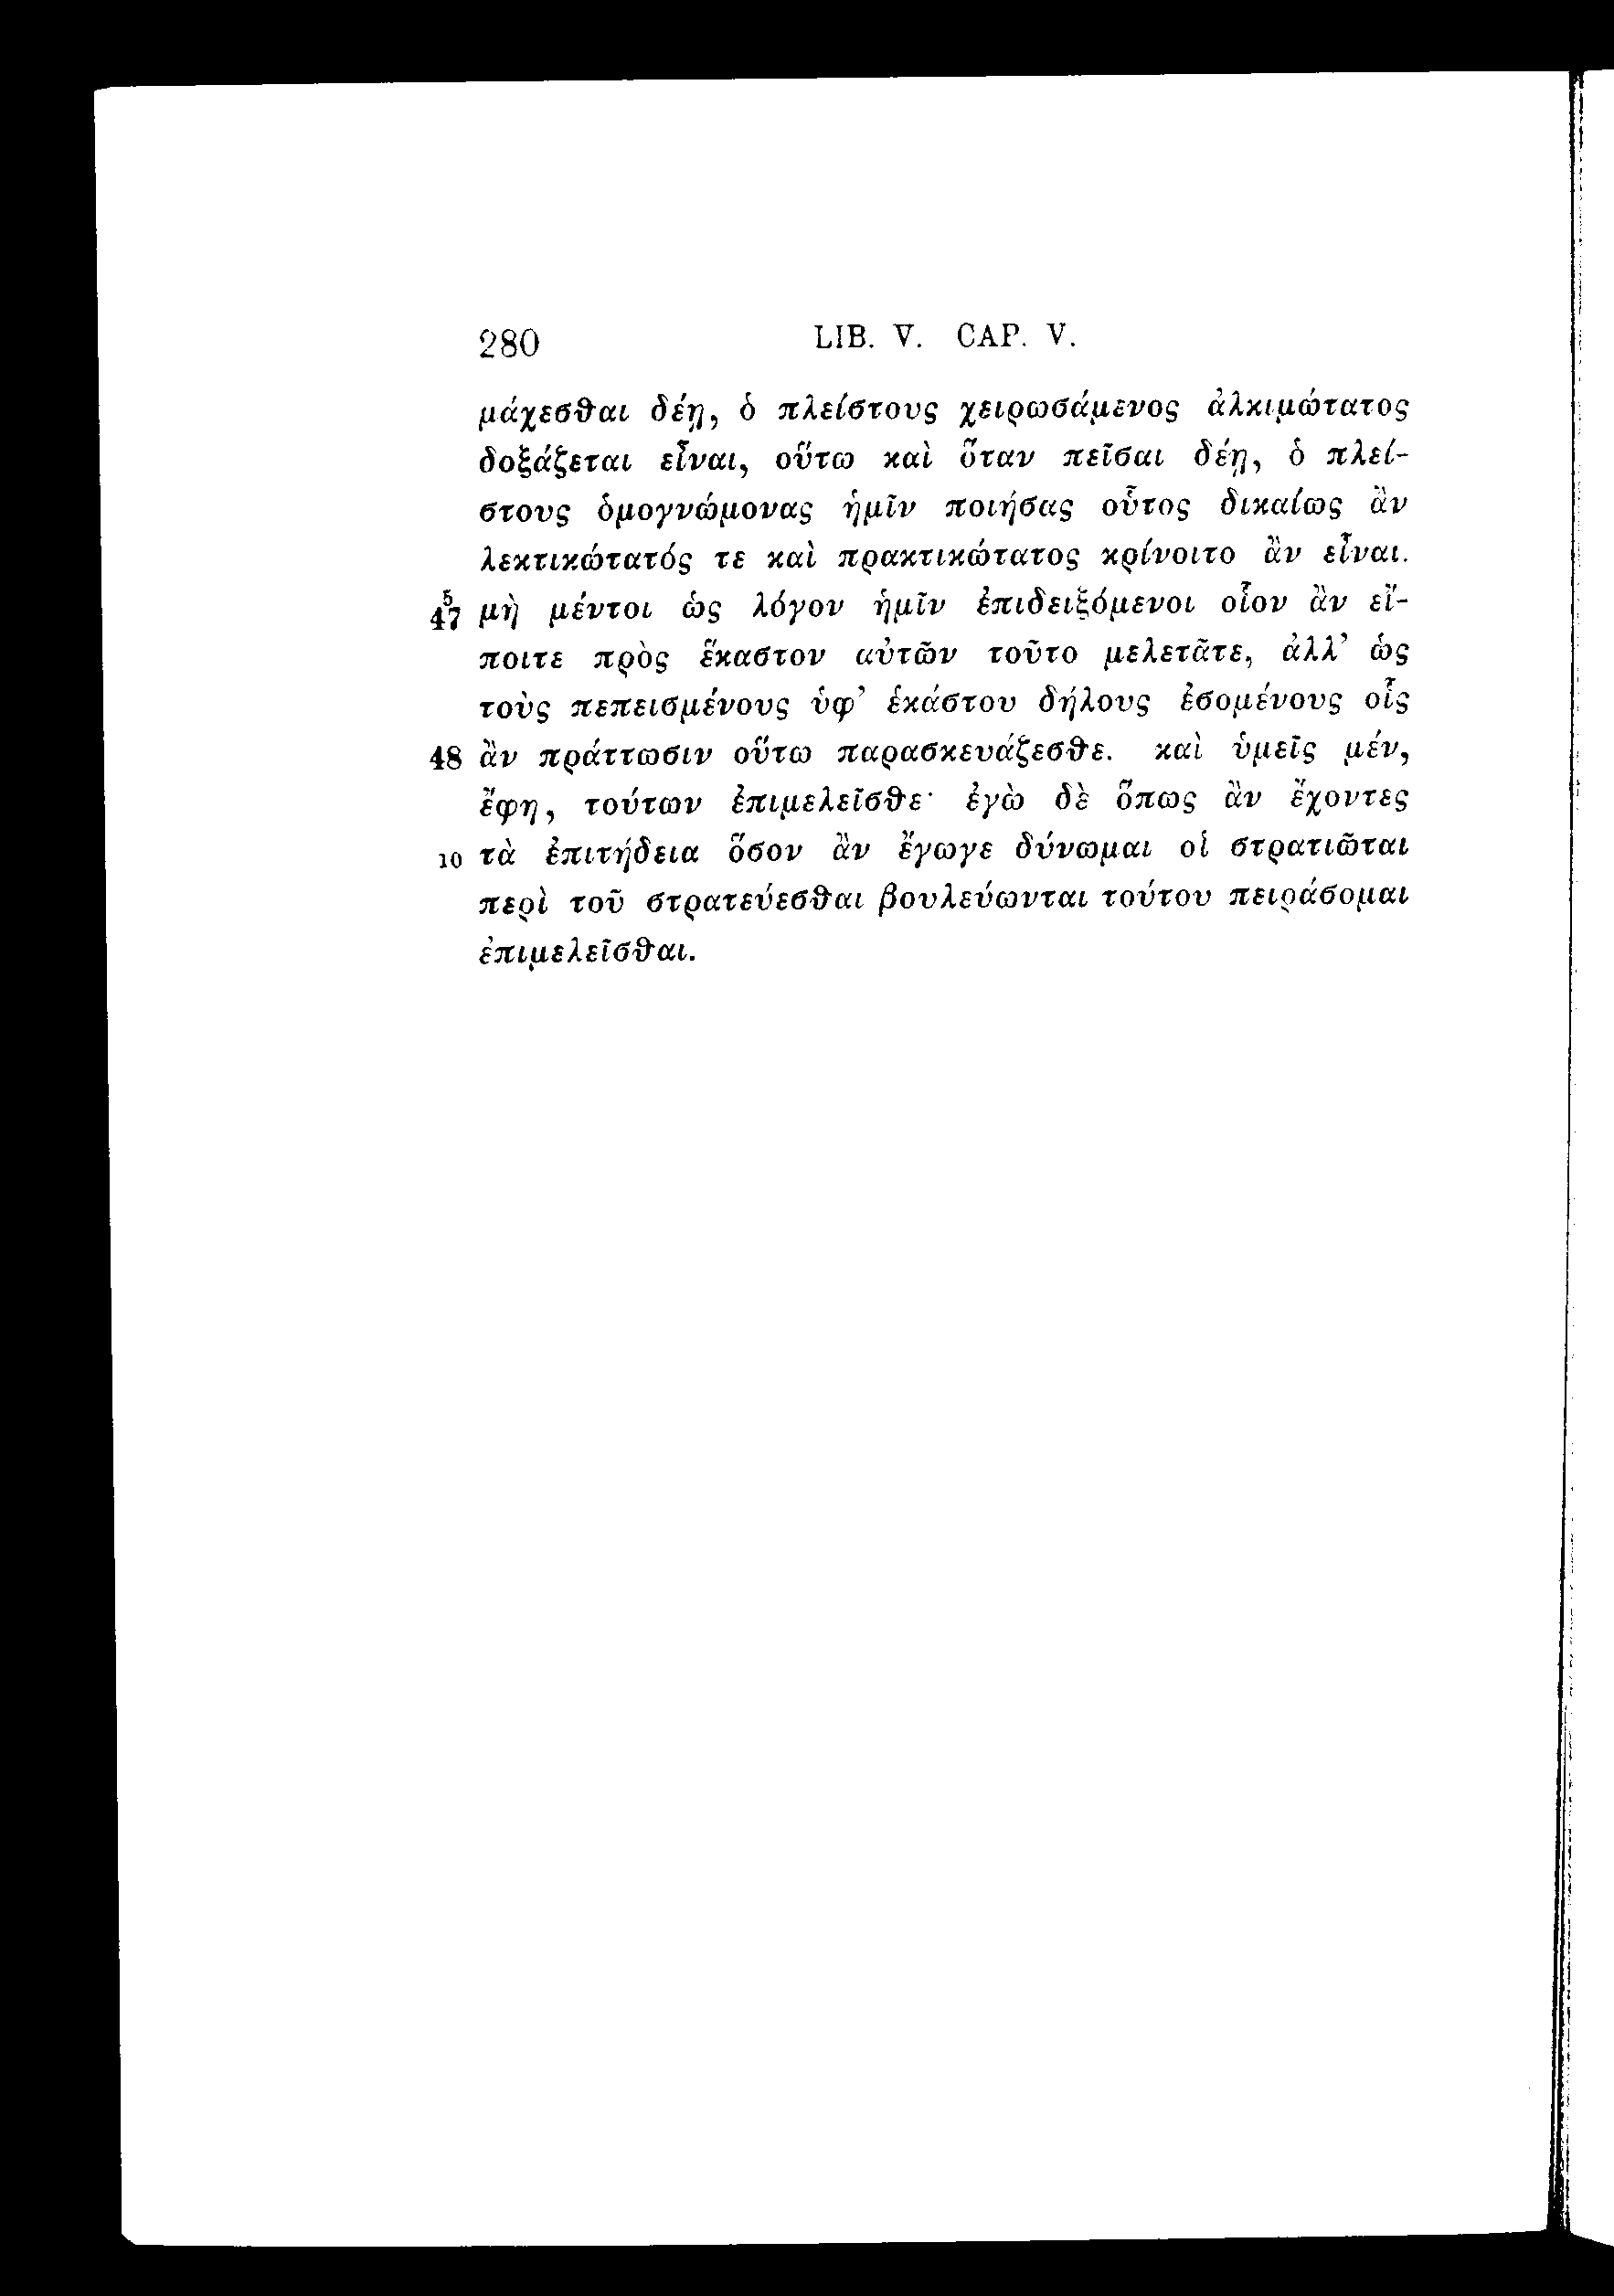 280 LIB. V. CAP. V.
μάχεσθαι δέῃ, ὁ πλείστους χειρωσάμενος ἀλκιμώτατος
δοξάζεται εἶναι, οὕτω καὶ ὅταν πεῖσαι δέῃ, ὁ πλεί-
στους ὁμογνώμονας ἡμῖν ποιήσας οὗτος δικαίως ἂν
λεκτικώτατός τε καὶ πρακτικώτατος κρίνοιτο ἂν εἶναι.
5 47 μὴ μέντοι ὡς λόγον ἡμῖν ἐπιδειξόμενοι οἷον ἂν εἴ-
ποιτε πρὸς ἕκαστον αὐτῶν τοῦτο μελετᾶτε, ἀλλ’ ὡς
τοὺς πεπεισμένους ὑφ’ ἑκάστου δήλους ἐσομένους οἷς
48 ἂν πράττωσιν οὕτω παρασκευάζεσθε. καὶ ὑμεῖς μέν,
ἔφη, τούτων ἐπιμελεῖσθε· ἐγὼ δὲ ὅπως ἂν ἔχοντες
10 τὰ ἐπιτήδεια ὅσον ἂν ἔγωγε δύνωμαι οἱ στρατιῶται
περὶ τοῦ στρατεύεσθαι βουλεύωνται τούτου πειράσομαι
ἐπιμελεῖσθαι.